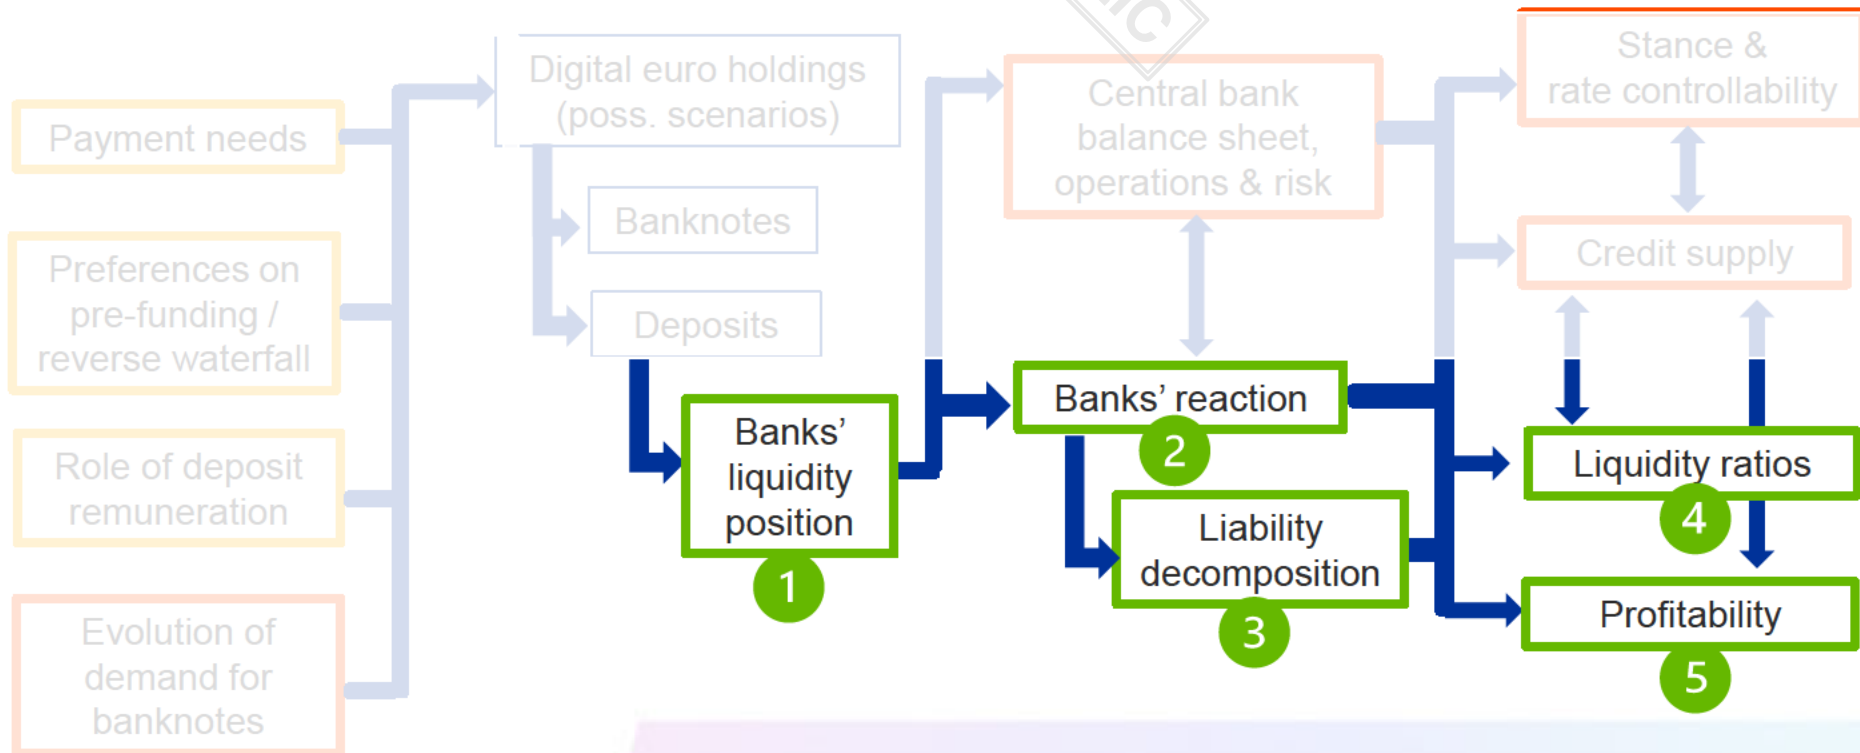 Payment needs
Preferences on
pre-funding /
reverse waterfall
Role of deposit
remuneration
Evolution of
demand for
banknotes
Digital euro holdings
(poss. scenarios)
Banknotes
Deposits
Banks’
liquidity
position
1
Central bank
balance sheet,
operations & risk
Banks’ reaction
2
Liability
decomposition
3
Stance &
rate controllability
Credit supply
Liquidity ratios
4
Profitability
5